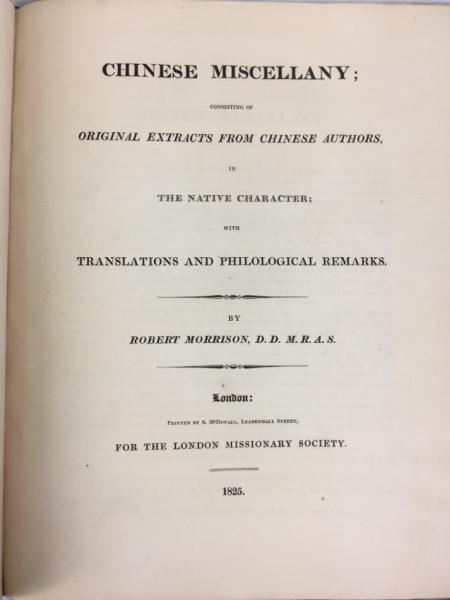 CHINESE MISCELLANY;
CONSISTING OF
ORIGINAL EXTRACTS FROM CHINESE AUTHORS,
IN
THE NATIVE CHARACTER;
WITH
TRANSLATIONS AND PHILOLOGICAL REMARKS.
BY
ROBERT MORRISON, D. D. M. R. A. S.
London:
PRINTED BY S. McDOWALL, LEADENHALL STREET,
FOR THE LONDON MISSIONARY SOCIETY.
1825.